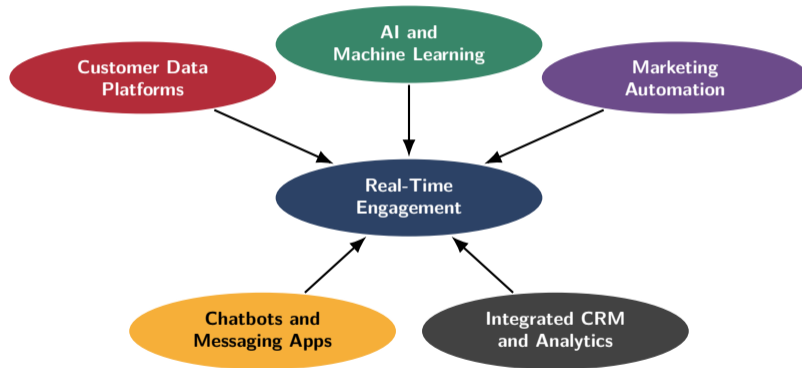 AI and
Machine Learning
Customer Data
Platforms
Marketing
Automation
Real-Time
Engagement
Chatbots and
Messaging Apps
Integrated CRM
and Analytics